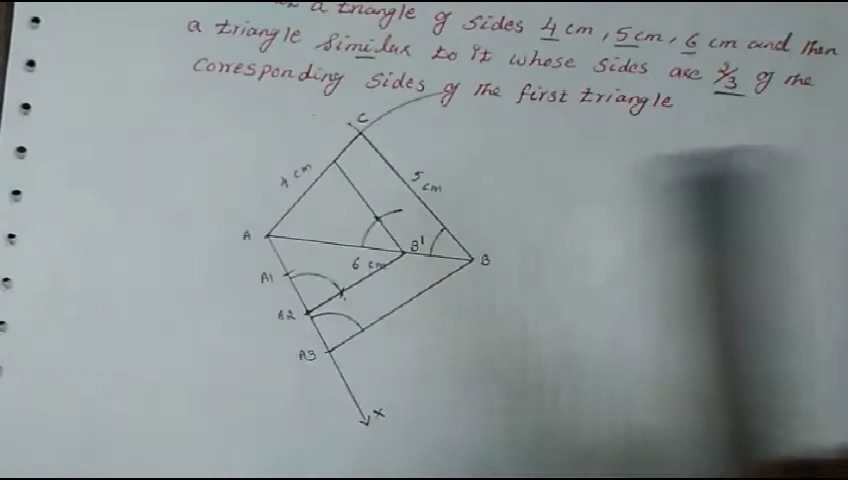 a triangle of sides 4 cm, 5 cm, 6 cm and then
a triangle similar to it whose sides are 2/3 of the
corresponding sides of the first triangle
C
4 cm
5 cm
A
B'
B
6 cm
A1
A2
A3
X